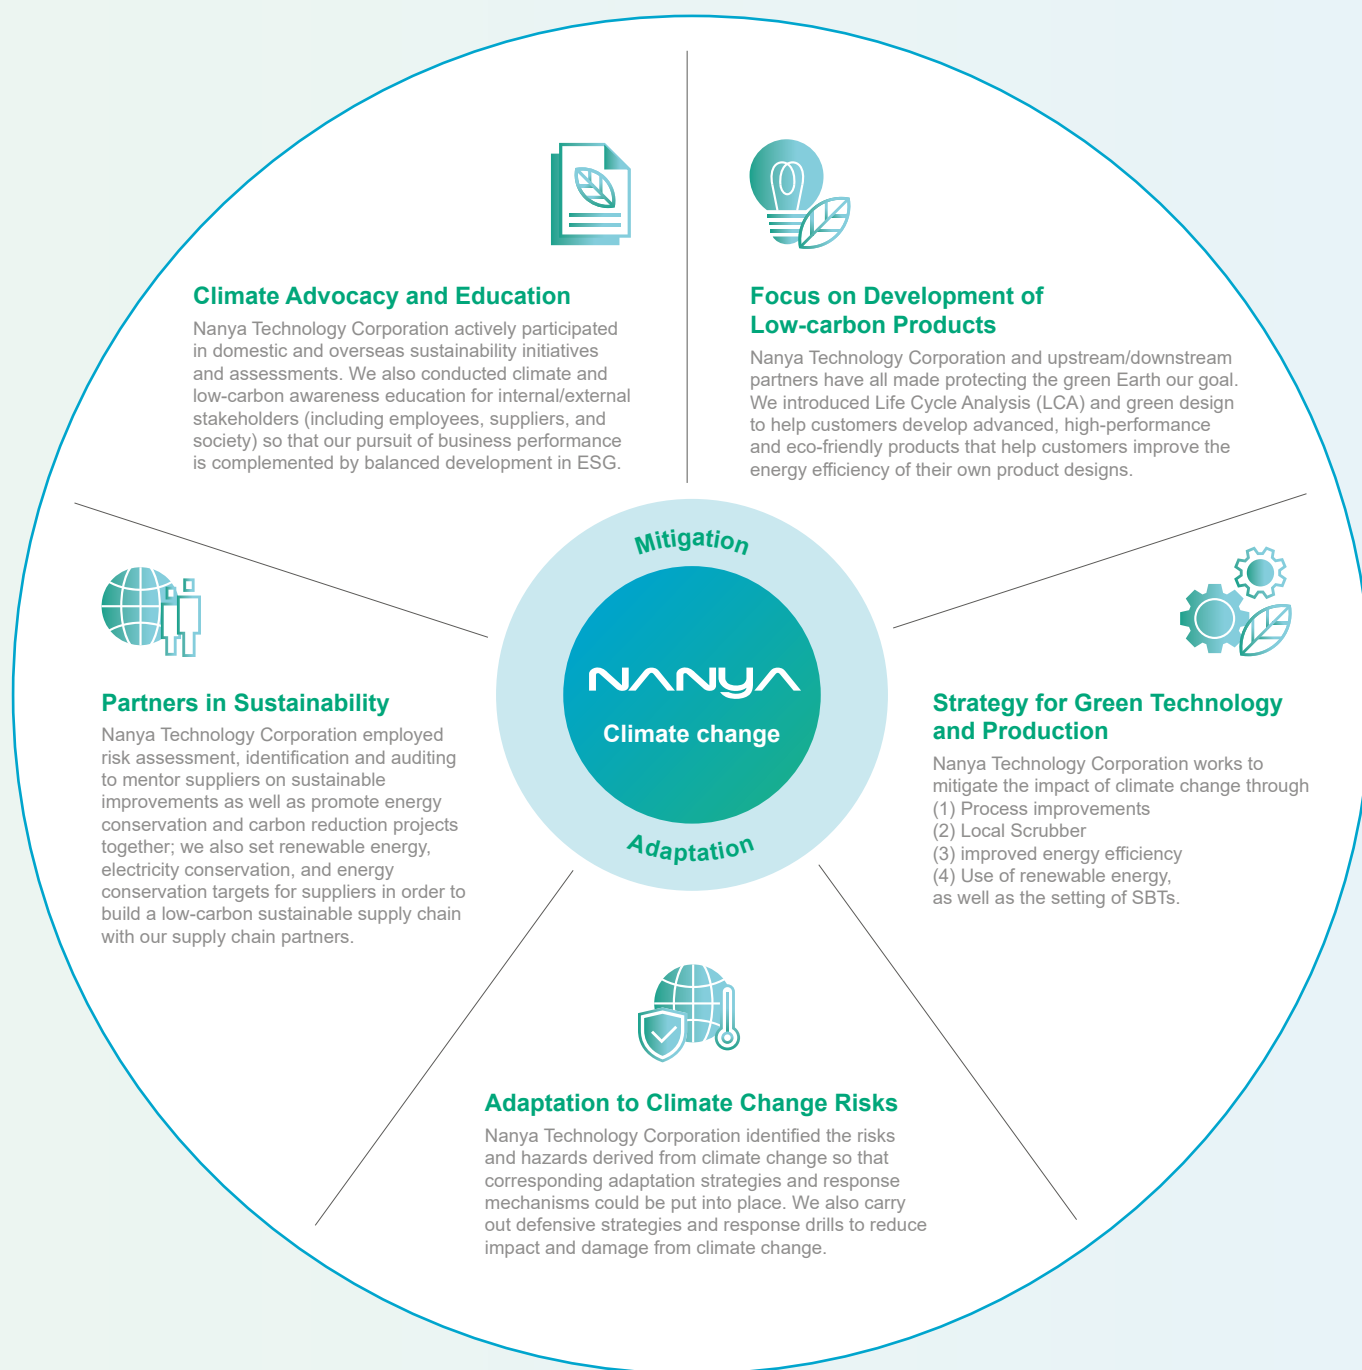 Climate Advocacy and Education
Nanya Technology Corporation actively participated
in domestic and overseas sustainability initiatives
and assessments. We also conducted climate and
low-carbon awareness education for internal/external
stakeholders (including employees, suppliers, and
society) so that our pursuit of business performance
is complemented by balanced development in ESG.
Focus on Development of
Low-carbon Products
Nanya Technology Corporation and upstream/downstream
partners have all made protecting the green Earth our goal.
We introduced Life Cycle Analysis (LCA) and green design
to help customers develop advanced, high-performance
and eco-friendly products that help customers improve the
energy efficiency of their own product designs.
Mitigation
NANYA
Climate change
Adaptation
Partners in Sustainability
Nanya Technology Corporation employed
risk assessment, identification and auditing
to mentor suppliers on sustainable
improvements as well as promote energy
conservation and carbon reduction projects
together; we also set renewable energy,
electricity conservation, and energy
conservation targets for suppliers in order to
build a low-carbon sustainable supply chain
with our supply chain partners.
Strategy for Green Technology
and Production
Nanya Technology Corporation works to
mitigate the impact of climate change through
(1) Process improvements
(2) Local Scrubber
(3) improved energy efficiency
(4) Use of renewable energy,
as well as the setting of SBTs.
Adaptation to Climate Change Risks
Nanya Technology Corporation identified the risks
and hazards derived from climate change so that
corresponding adaptation strategies and response
mechanisms could be put into place. We also carry
out defensive strategies and response drills to reduce
impact and damage from climate change.